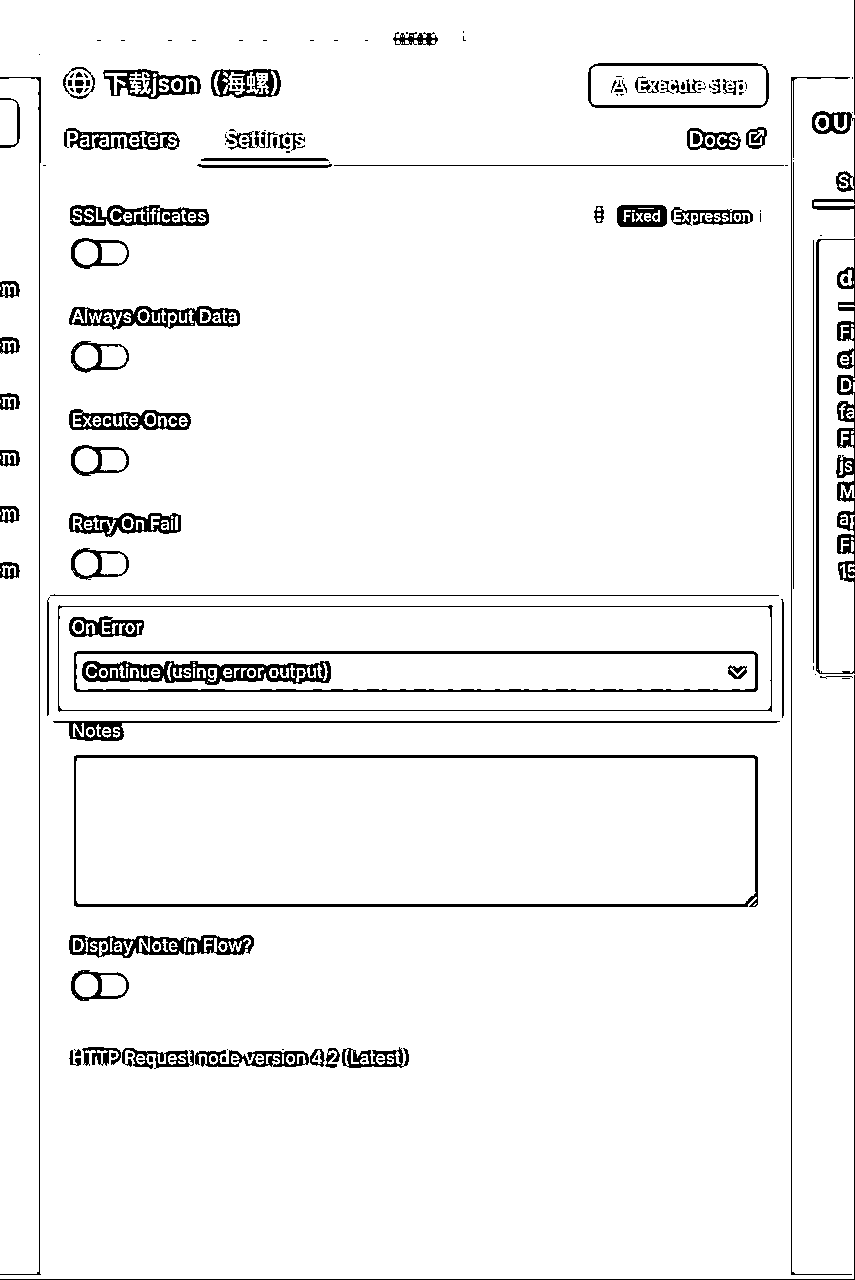 下载json（海螺）
Execute step
Parameters
Settings
Docs
OU
SSL Certificates
Fixed
Expression
Always Output Data
Execute Once
Retry On Fail
On Error
Continue (using error output)
Notes
Display Note in Flow?
HTTP Request node version 4.2 (Latest)
m
m
m
m
m
m
Fi
Di
fa
Fi
js
M
ap
Fi
15